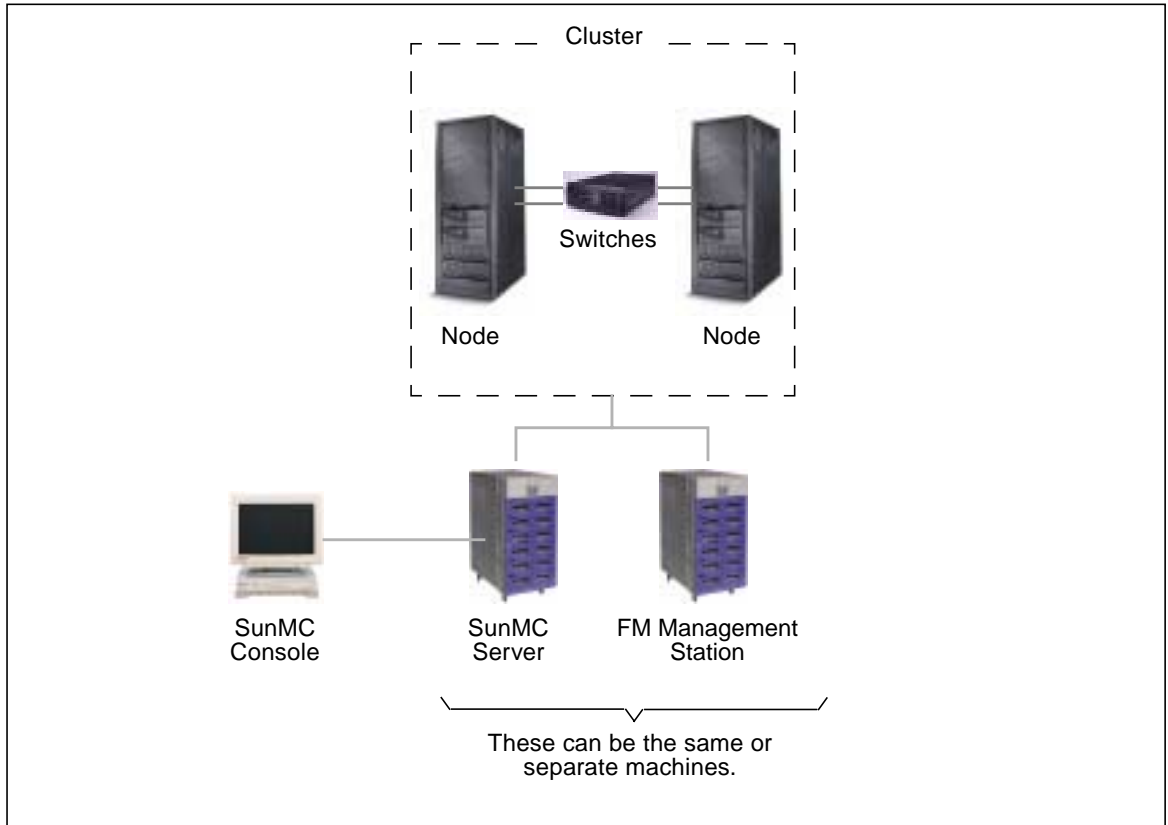 Cluster
Switches
Node
Node
SunMC
Console
SunMC
Server
FM Management
Station
These can be the same or
separate machines.